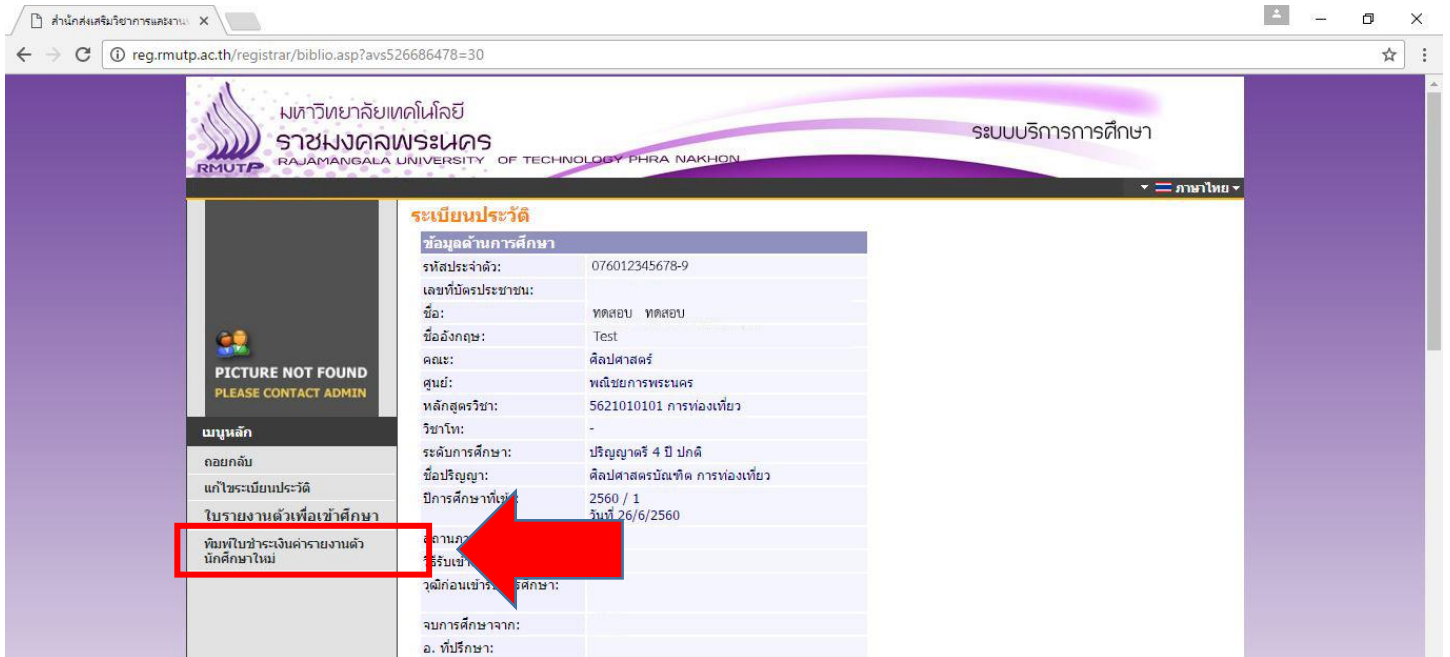 สำนักส่งเสริมวิชาการและงาน
reg.rmutp.ac.th/registrar/biblio.asp?avs526686478=30
มหาวิทยาลัยเทคโนโลยี
ราชมงคลพระนคร
RAJAMANGALA UNIVERSITY OF TECHNOLOGY PHRA NAKHON
RMUTP
ระบบบริการการศึกษา
ภาษาไทย
PICTURE NOT FOUND
PLEASE CONTACT ADMIN
เมนูหลัก
ถอยกลับ
แก้ไขระเบียนประวัติ
ใบรายงานตัวเพื่อเข้าศึกษา
พิมพ์ใบชำระเงินค่ารายงานตัว
นักศึกษาใหม่
ระเบียนประวัติ
ข้อมูลด้านการศึกษา
รหัสประจำตัว: 076012345678-9
เลขที่บัตรประชาชน:
ชื่อ: ทดสอบ ทดสอบ
ชื่ออังกฤษ: Test
คณะ: ศิลปศาสตร์
ศูนย์: พณิชยการพระนคร
หลักสูตรวิชา: 5621010101 การท่องเที่ยว
วิชาโท: -
ระดับการศึกษา: ปริญญาตรี 4 ปี ปกติ
ชื่อปริญญา: ศิลปศาสตรบัณฑิต การท่องเที่ยว
ปีการศึกษาที่ 2560 / 1
วันที่ 26/6/2560
วุฒิก่อนเข้ารับ
จบการศึกษาจาก:
อ. ที่ปรึกษา: